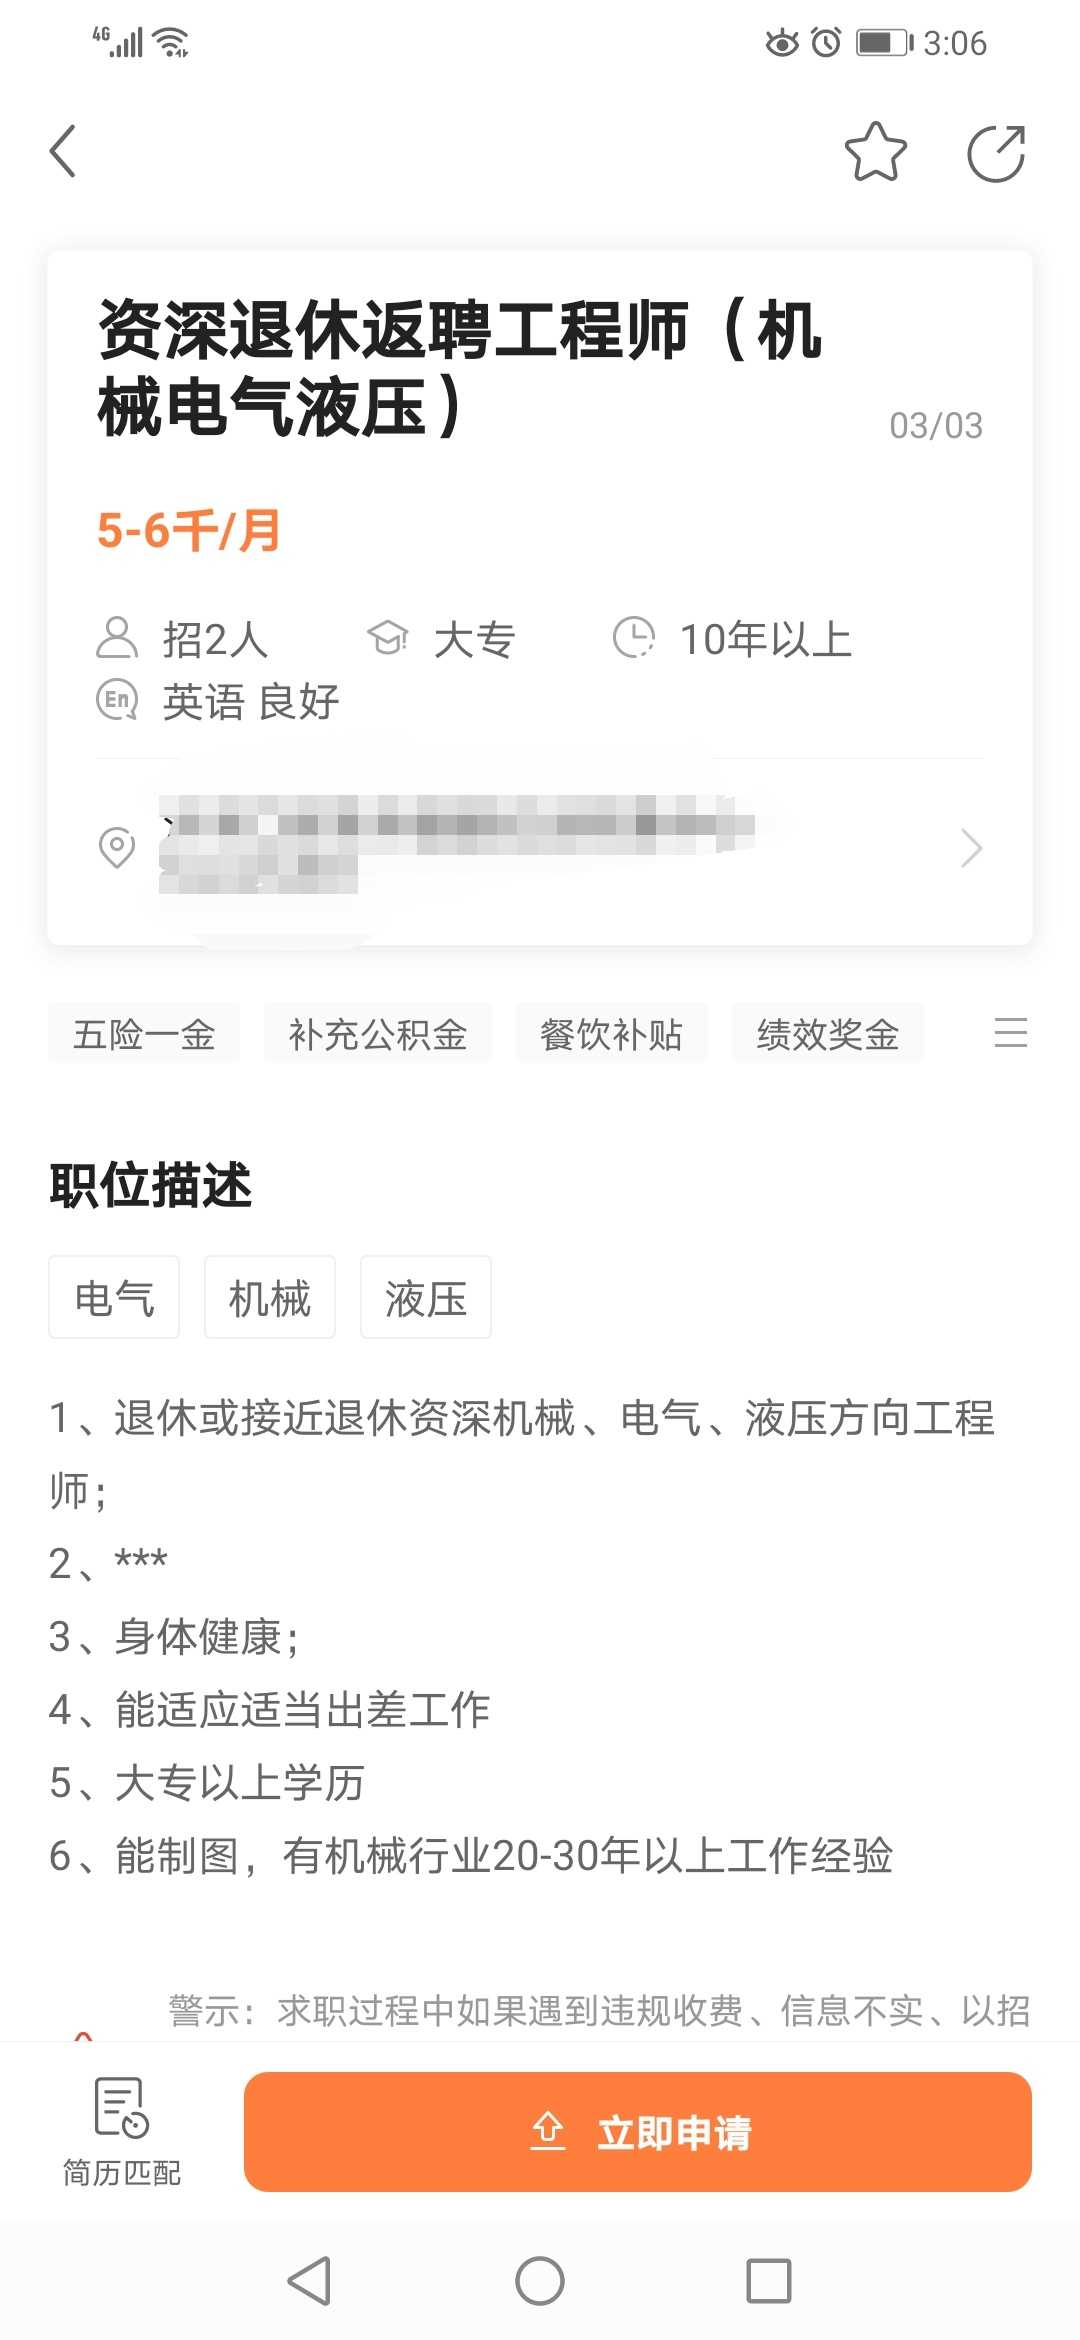 4G 3:06
资深退休返聘工程师（机
械电气液压）
03/03
5-6千/月
招2人 大专 10年以上
En 英语 良好
五险一金 补充公积金 餐饮补贴 绩效奖金
职位描述
电气 机械 液压
1、退休或接近退休资深机械、电气、液压方向工程
师；
2、***
3、身体健康；
4、能适应适当出差工作
5、大专以上学历
6、能制图，有机械行业20-30年以上工作经验
警示：求职过程中如果遇到违规收费、信息不实、以招
简历匹配 立即申请